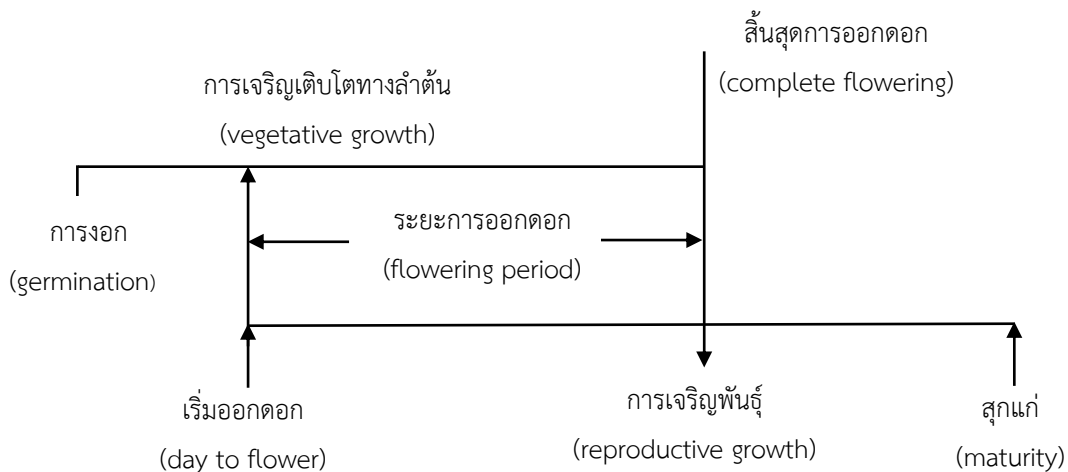 สิ้นสุดการออกดอก
(complete flowering)
การเจริญเติบโตทางลำต้น
(vegetative growth)
การงอก
(germination)
ระยะการออกดอก
(flowering period)
เริ่มออกดอก
(day to flower)
การเจริญพันธุ์
(reproductive growth)
สุกแก่
(maturity)